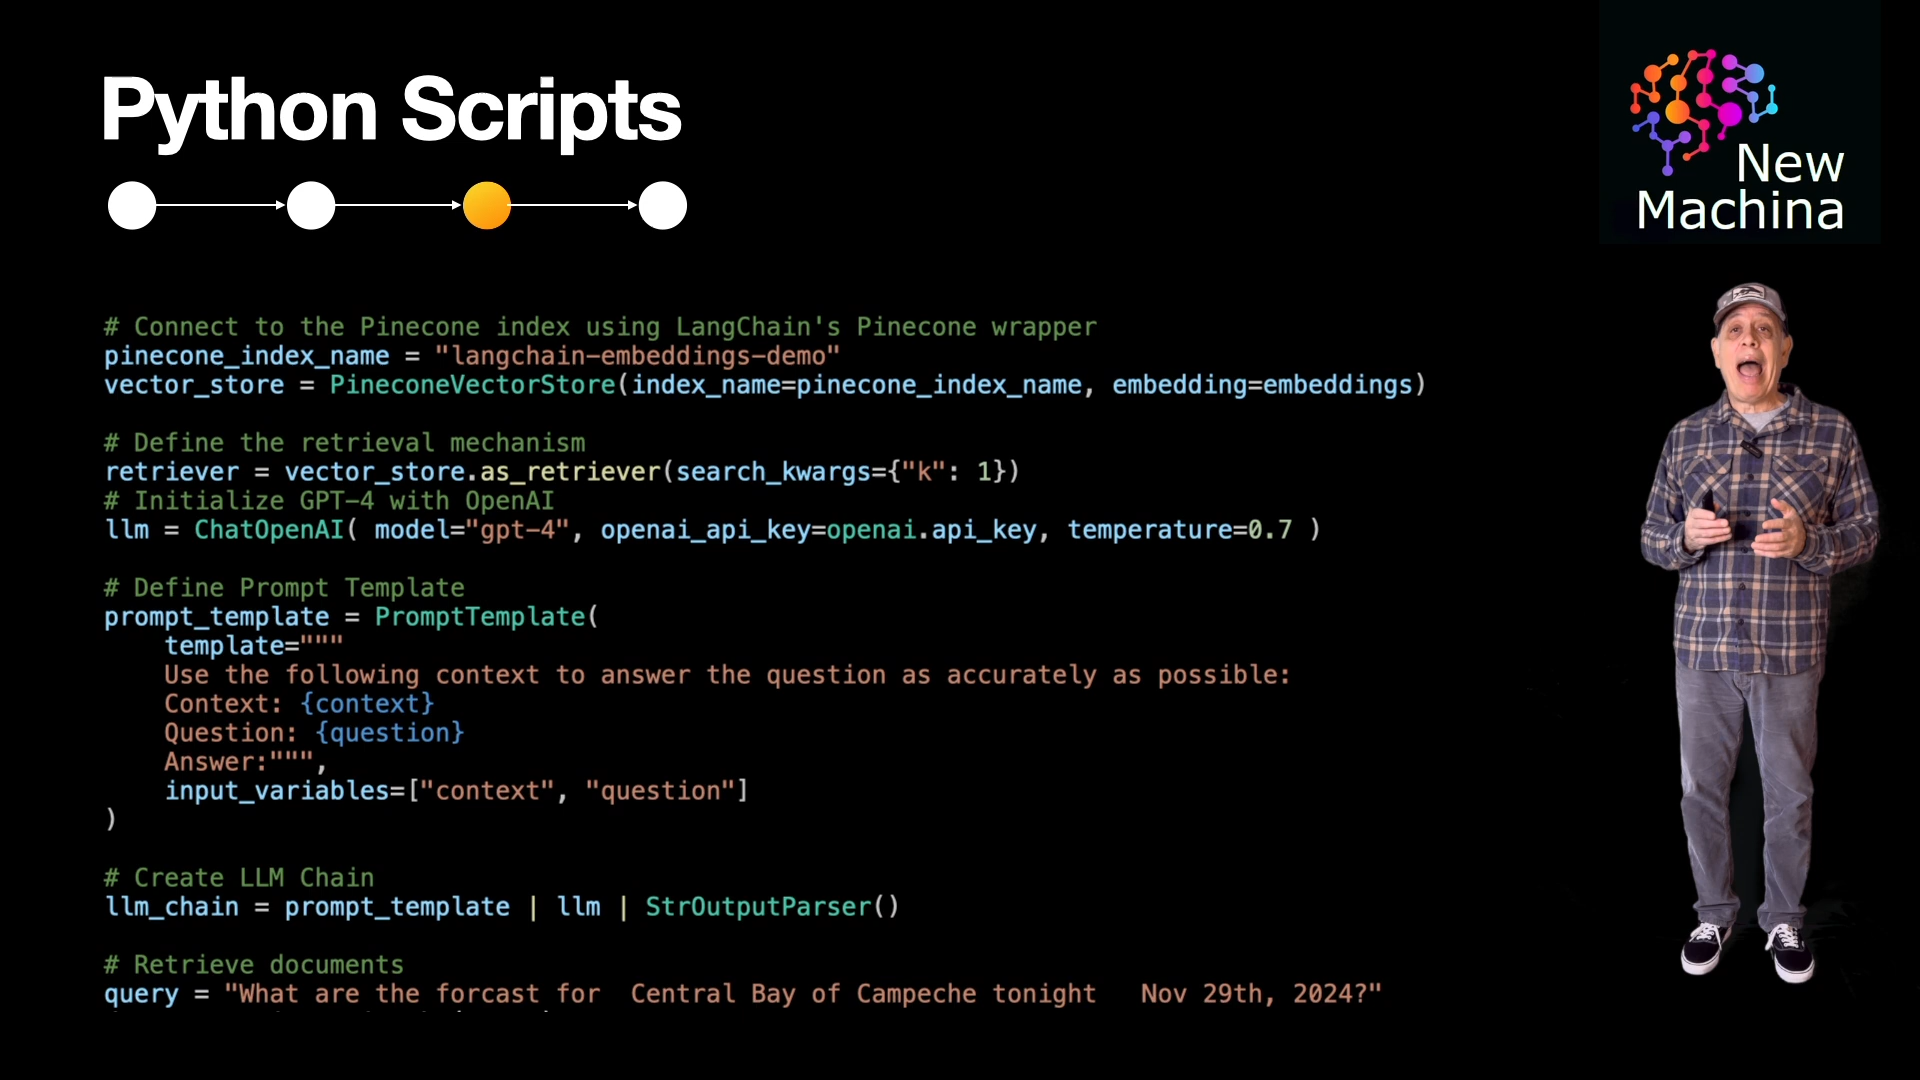 Python Scripts
New
Machina
# Connect to the Pinecone index using LangChain's Pinecone wrapper
pinecone_index_name = "langchain-embeddings-demo"
vector_store = PineconeVectorStore(index_name=pinecone_index_name, embedding=embeddings)
# Define the retrieval mechanism
retriever = vector_store.as_retriever(search_kwargs={"k": 1})
# Initialize GPT-4 with OpenAI
llm = ChatOpenAI( model="gpt-4", openai_api_key=openai.api_key, temperature=0.7 )
# Define Prompt Template
prompt_template = PromptTemplate(
    template="""
    Use the following context to answer the question as accurately as possible:
    Context: {context}
    Question: {question}
    Answer:""",
    input_variables=["context", "question"]
)
# Create LLM Chain
llm_chain = prompt_template | llm | StrOutputParser()
# Retrieve documents
query = "What are the forcast for  Central Bay of Campeche tonight   Nov 29th, 2024?"